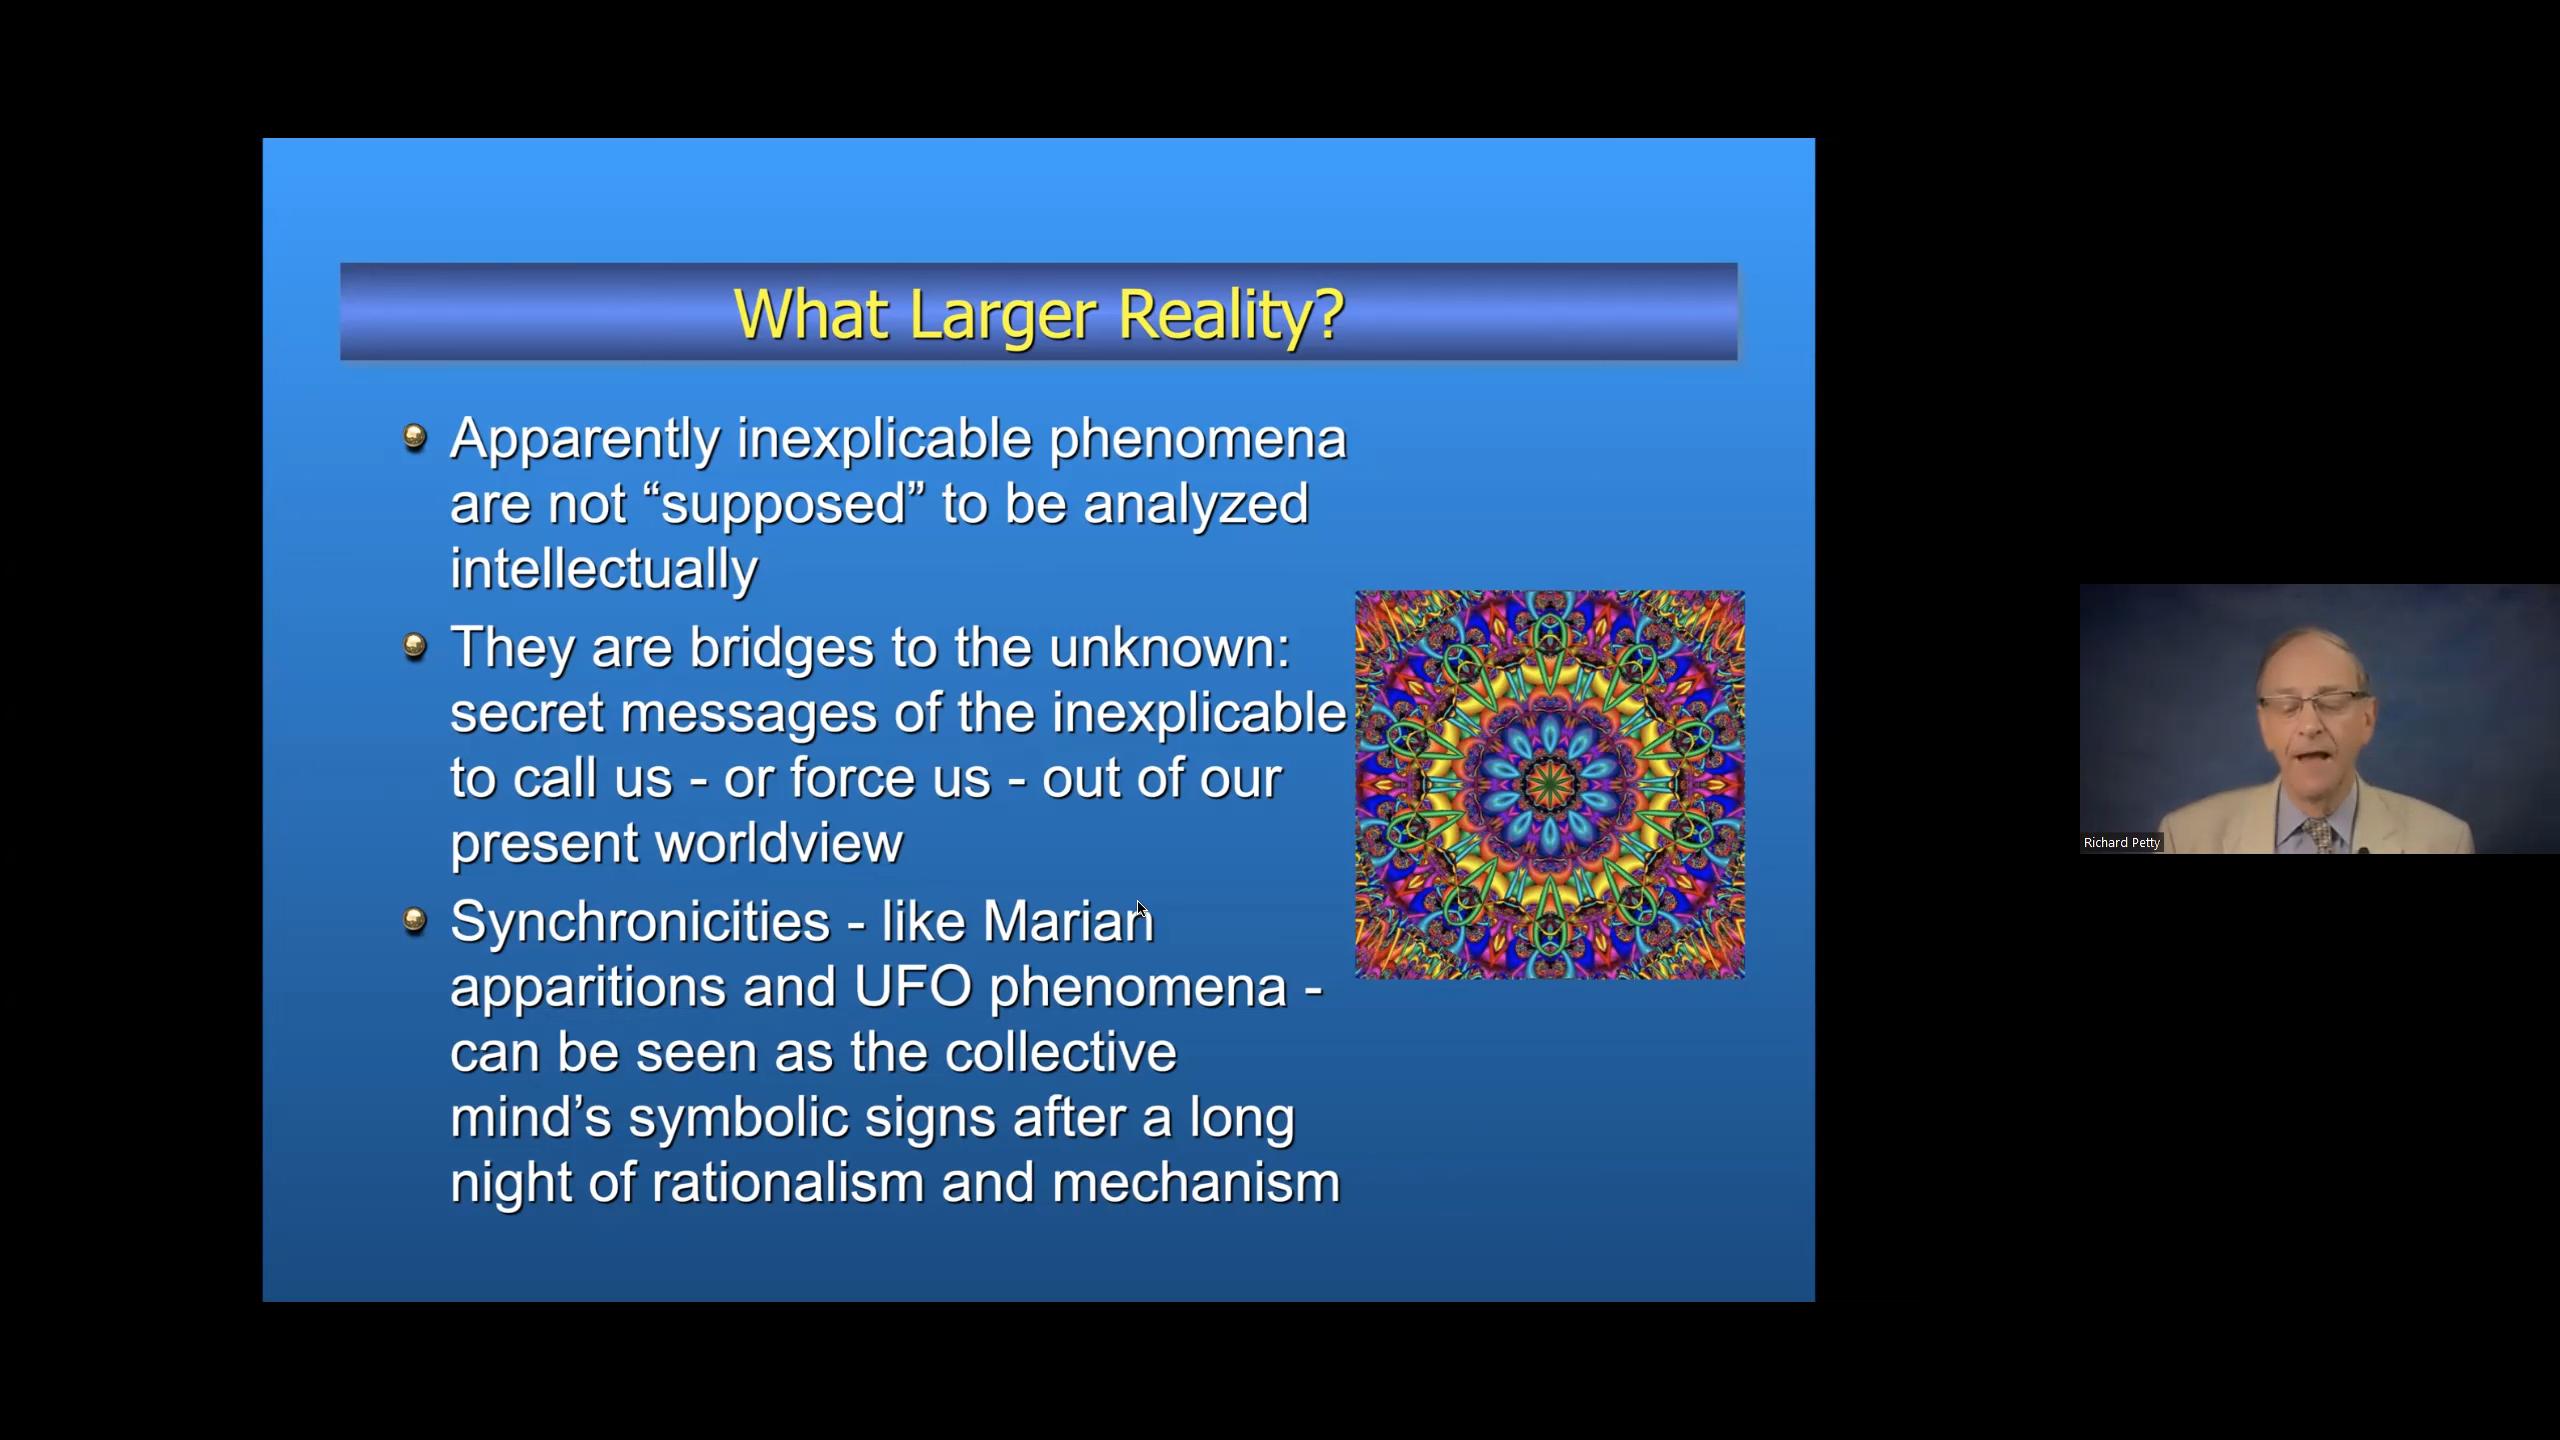 What Larger Reality?
Apparently inexplicable phenomena
are not “supposed” to be analyzed
intellectually
They are bridges to the unknown:
secret messages of the inexplicable
to call us - or force us - out of our
present worldview
Synchronicities - like Marian
apparitions and UFO phenomena -
can be seen as the collective
mind’s symbolic signs after a long
night of rationalism and mechanism
Richard Petty